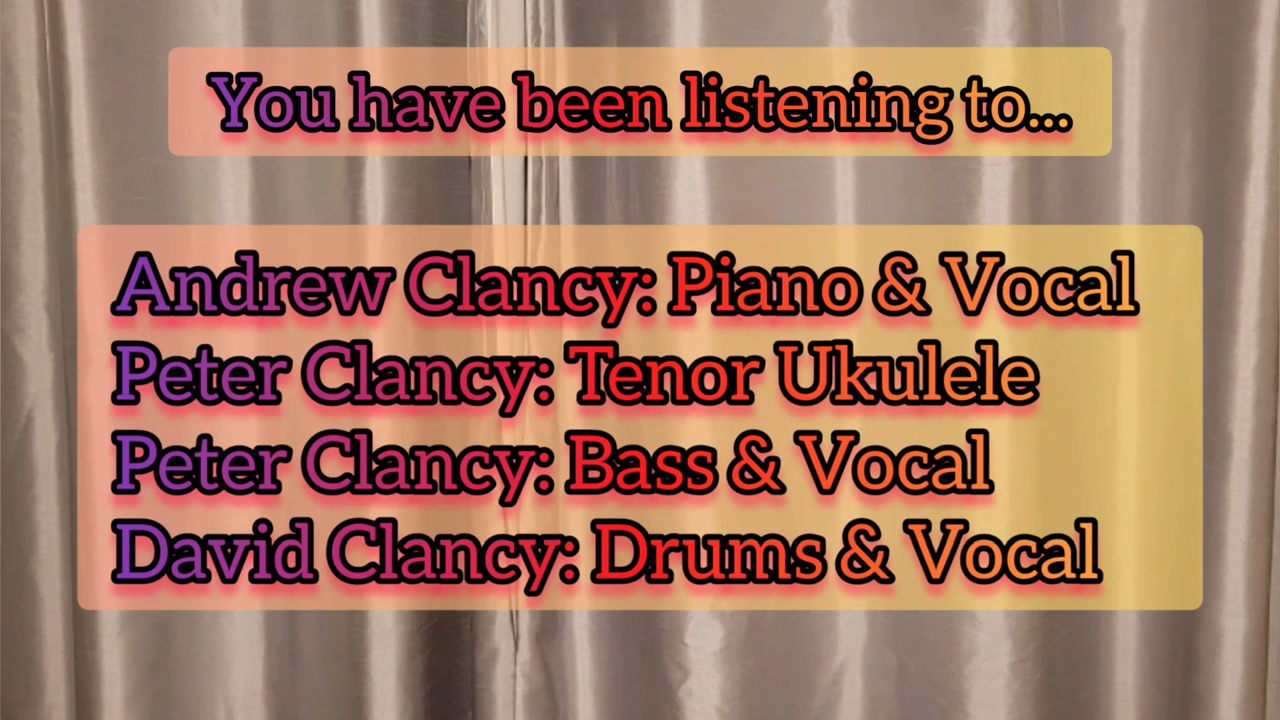 You have been listening to...
Andrew Clancy: Piano & Vocal
Peter Clancy: Tenor Ukulele
Peter Clancy: Bass & Vocal
David Clancy: Drums & Vocal